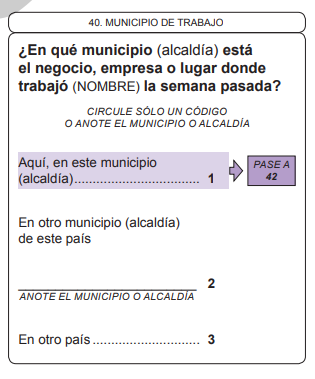 40. MUNICIPIO DE TRABAJO
¿En qué municipio (alcaldía) está
el negocio, empresa o lugar donde
trabajó (NOMBRE) la semana pasada?
CIRCULE SÓLO UN CÓDIGO
O ANOTE EL MUNICIPIO O ALCALDÍA
Aquí, en este municipio
(alcaldía)................................. 1
PASE A
42
En otro municipio (alcaldía)
de este país
_________________________ 2
ANOTE EL MUNICIPIO O ALCALDÍA
En otro país............................ 3